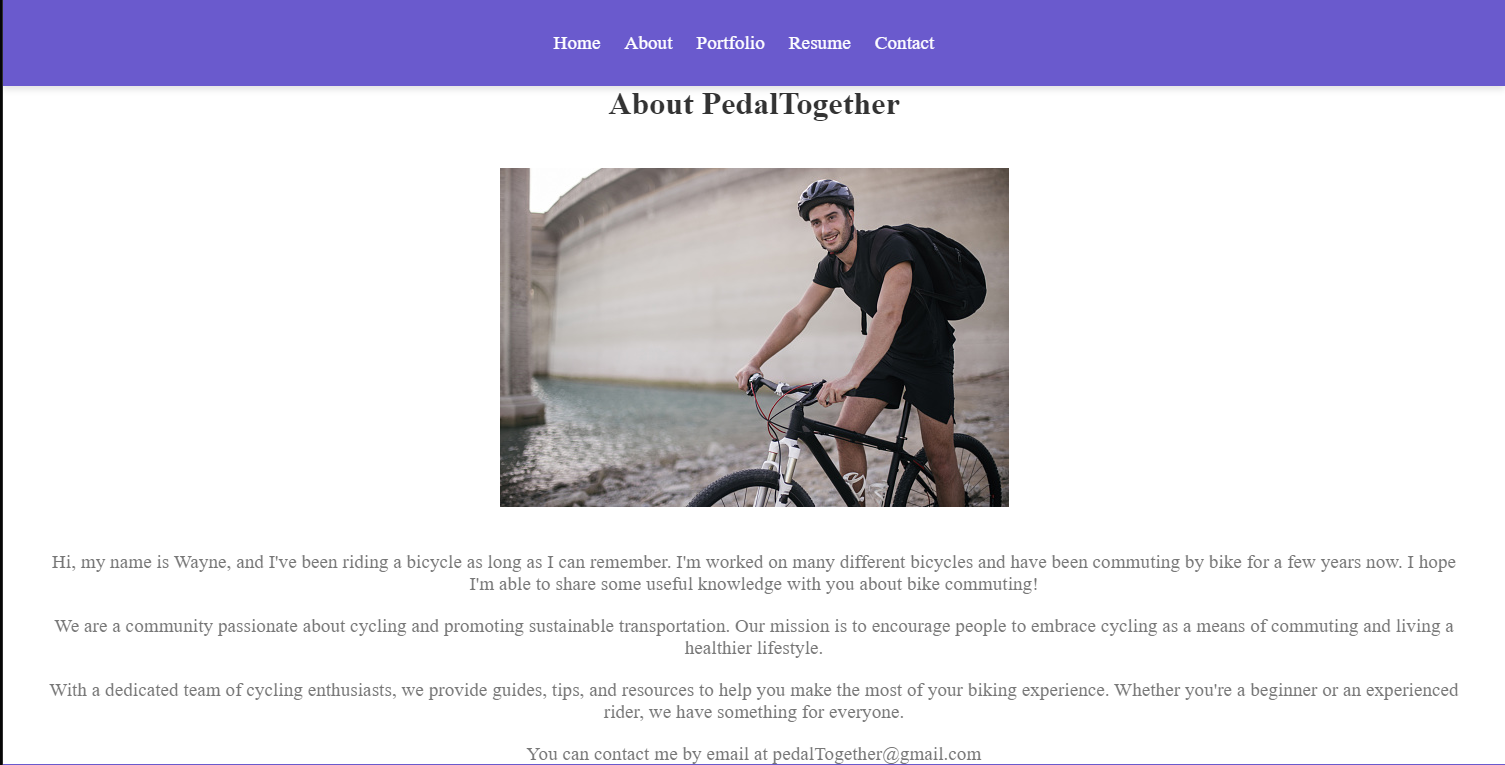 Home About Portfolio Resume Contact
About PedalTogether
Hi, my name is Wayne, and I've been riding a bicycle as long as I can remember. I'm worked on many different bicycles and have been commuting by bike for a few years now. I hope
I'm able to share some useful knowledge with you about bike commuting!
We are a community passionate about cycling and promoting sustainable transportation. Our mission is to encourage people to embrace cycling as a means of commuting and living a
healthier lifestyle.
With a dedicated team of cycling enthusiasts, we provide guides, tips, and resources to help you make the most of your biking experience. Whether you're a beginner or an experienced
rider, we have something for everyone.
You can contact me by email at pedalTogether@gmail.com